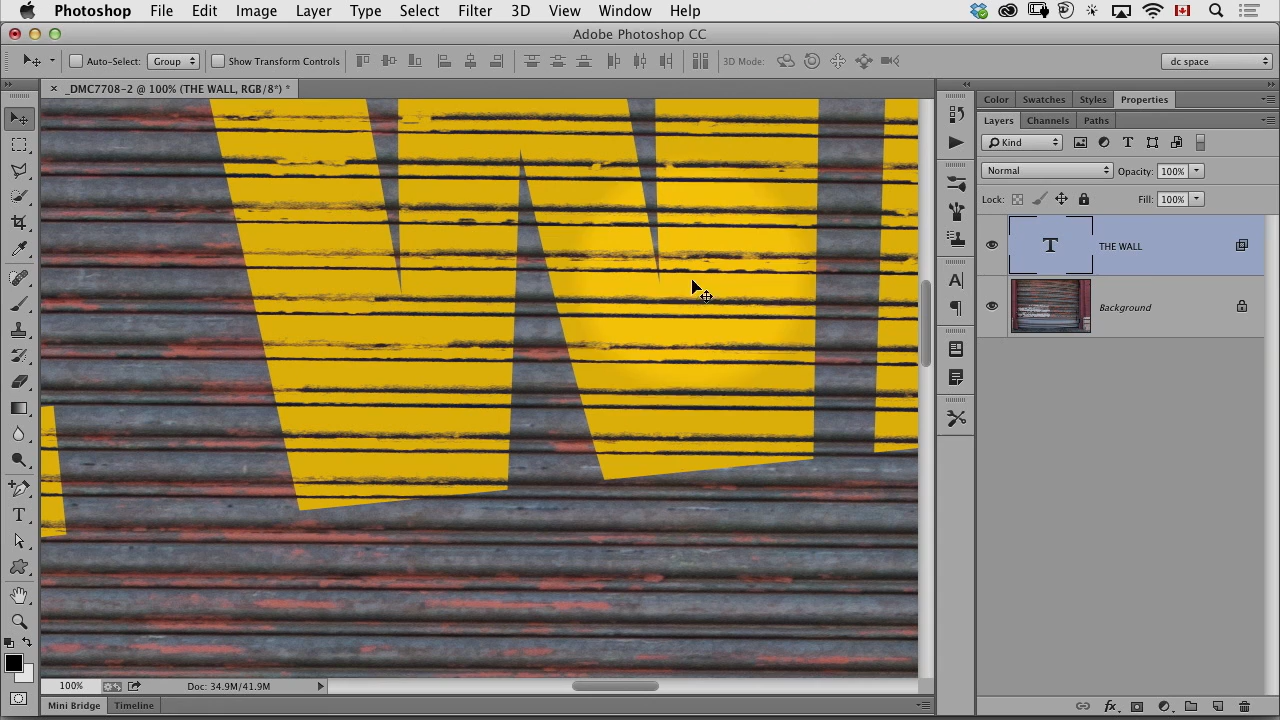 Photoshop File Edit Image Layer Type Select Filter 3D View Window Help
Adobe Photoshop CC
Auto-Select: Group Show Transform Controls 3D Mode: dc space
_DMC7708-2 @ 100% (THE WALL, RGB/8*) *
Color Swatches Styles Properties
Layers Channels Paths
Kind
Normal Opacity: 100%
Lock: Fill: 100%
T THE WALL
Background
W
100% Doc: 34.9M/41.9M
Mini Bridge Timeline